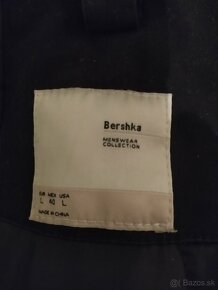 Bershka
MENSWEAR
COLLECTION
EUR MEX USA
L 40 L
MADE IN CHINA
Bazos.sk